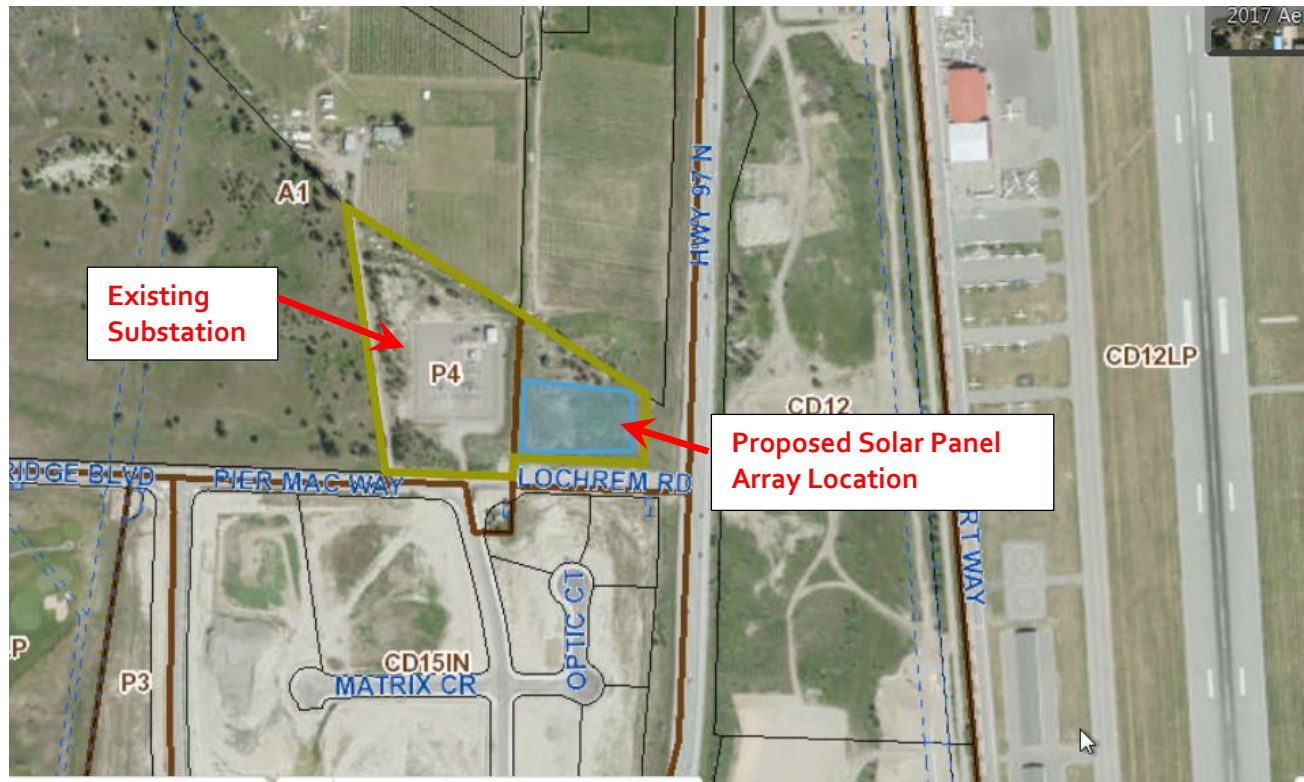 2017 Ae
A1
HWY 97 N
Existing
Substation
P4
CD12LP
CD12
Proposed Solar Panel
Array Location
RIDGE BLVD
PIER MAC WAY
LOCHREM RD
RT WAY
OPTIC CT
P
P3
CD15IN
MATRIX CR